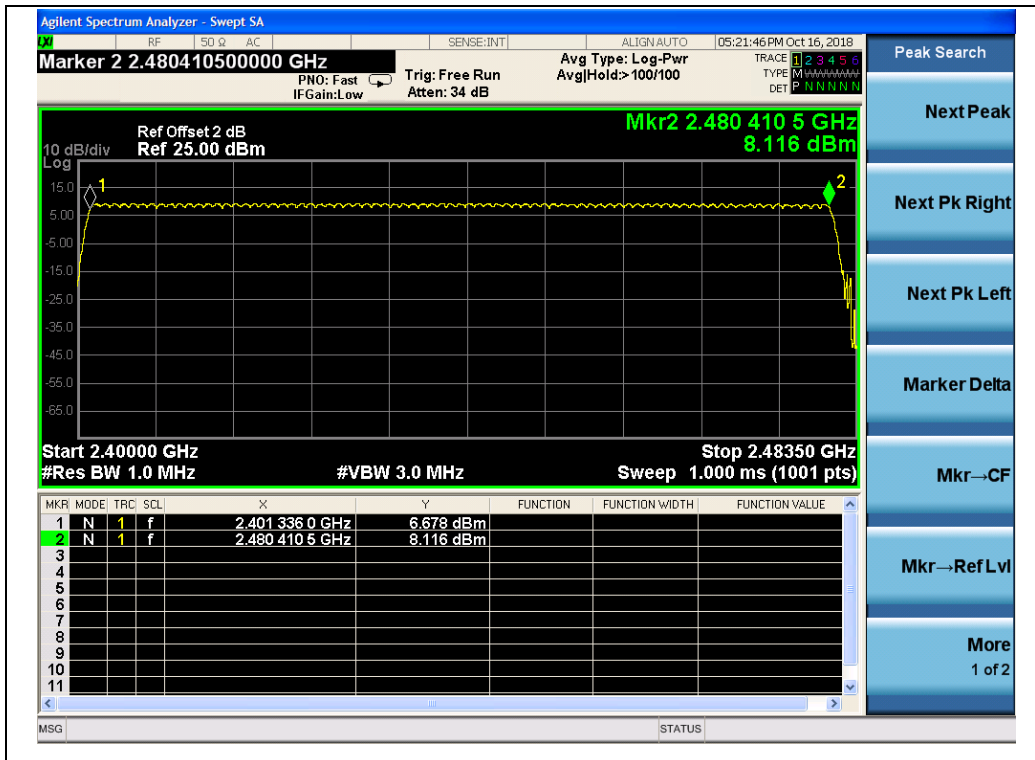 Agilent Spectrum Analyzer - Swept SA
LXI RF 50 Ω AC SENSE:INT ALIGN AUTO 05:21:46 PM Oct 16, 2018
Marker 2 2.480410500000 GHz
PNO: Fast
IFGain:Low
Trig: Free Run
Atten: 34 dB
Avg Type: Log-Pwr
Avg|Hold:>100/100
TRACE 1 2 3 4 5 6
TYPE M
DET P N N N N N
Peak Search
Next Peak
Next Pk Right
Next Pk Left
Marker Delta
Mkr→CF
Mkr→RefLvl
More
1 of 2
Mkr2 2.480 410 5 GHz
8.116 dBm
Ref Offset 2 dB
10 dB/div Ref 25.00 dBm
Log
15.0
5.00
-5.00
-15.0
-25.0
-35.0
-45.0
-55.0
-65.0
1
2
Start 2.40000 GHz Stop 2.48350 GHz
#Res BW 1.0 MHz #VBW 3.0 MHz Sweep 1.000 ms (1001 pts)
MKR MODE TRC SCL X Y FUNCTION FUNCTION WIDTH FUNCTION VALUE
1 N 1 f 2.401 336 0 GHz 6.678 dBm
2 N 1 f 2.480 410 5 GHz 8.116 dBm
3
4
5
6
7
8
9
10
11
MSG STATUS